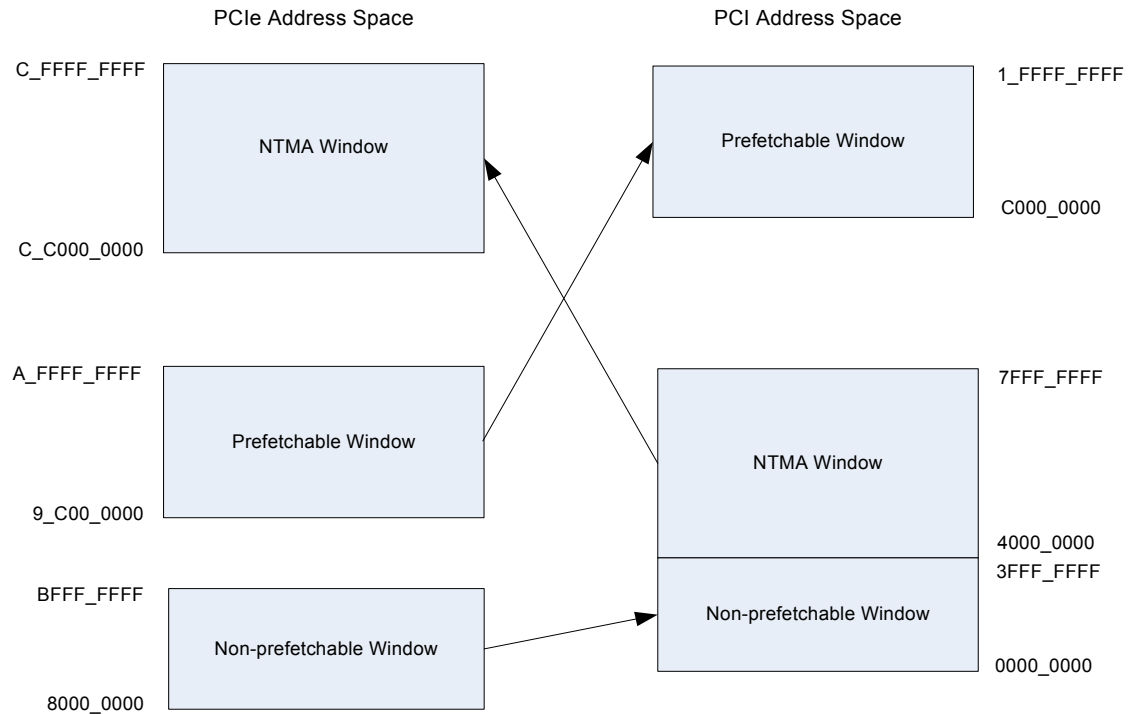 PCIe Address Space
PCI Address Space
C_FFFF_FFFF
NTMA Window
C_C000_0000
A_FFFF_FFFF
Prefetchable Window
9_C00_0000
BFFF_FFFF
Non-prefetchable Window
8000_0000
1_FFFF_FFFF
Prefetchable Window
C000_0000
7FFF_FFFF
NTMA Window
4000_0000
3FFF_FFFF
Non-prefetchable Window
0000_0000